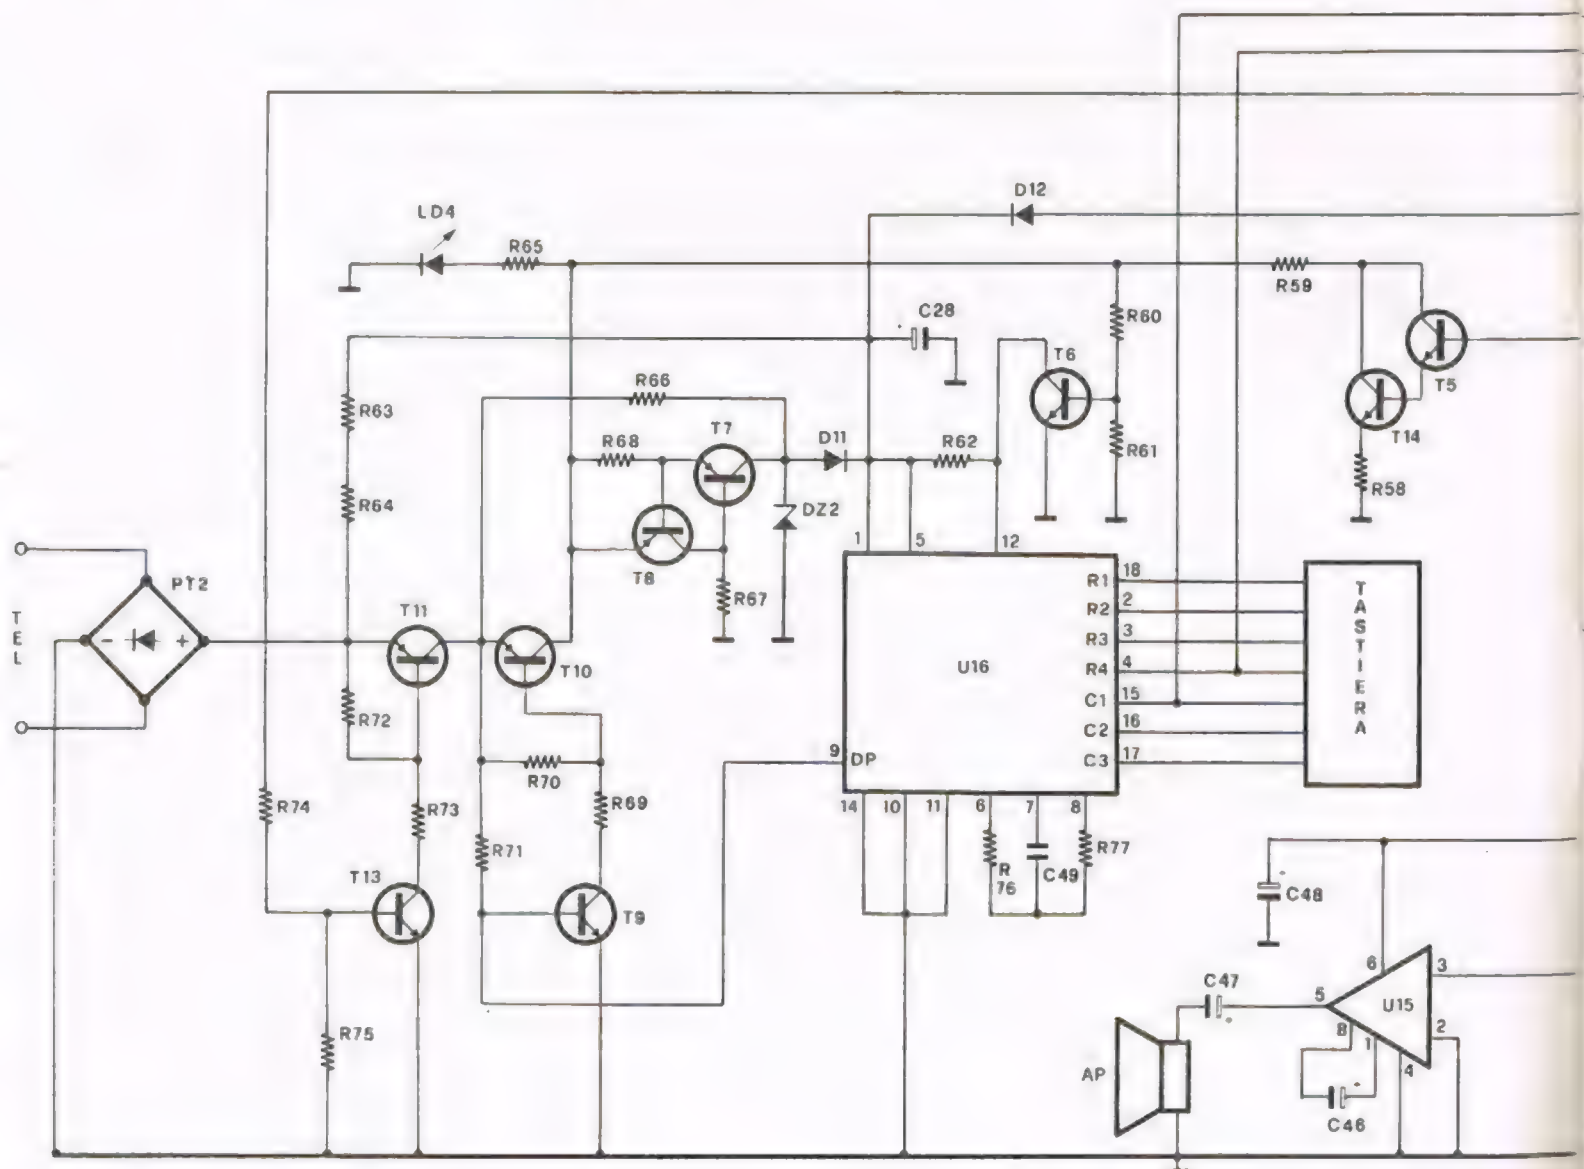 D12
LD4
R65
R59
C28
R60
T6
T5
R66
R63
T7
T14
R68
D11
R62
R61
R64
R58
DZ2
1
5
12
T8
R67
PT2
T11
R1
18
R2
2
TEL
-
+
T10
R3
3
TASTIERA
U16
R4
4
C1
15
R72
C2
16
9
DP
C3
17
R70
R74
R73
R69
14
10
11
6
7
8
R71
R
76
C49
R77
T13
C48
T9
6
3
C47
5
U15
R75
8
1
2
4
AP
C46